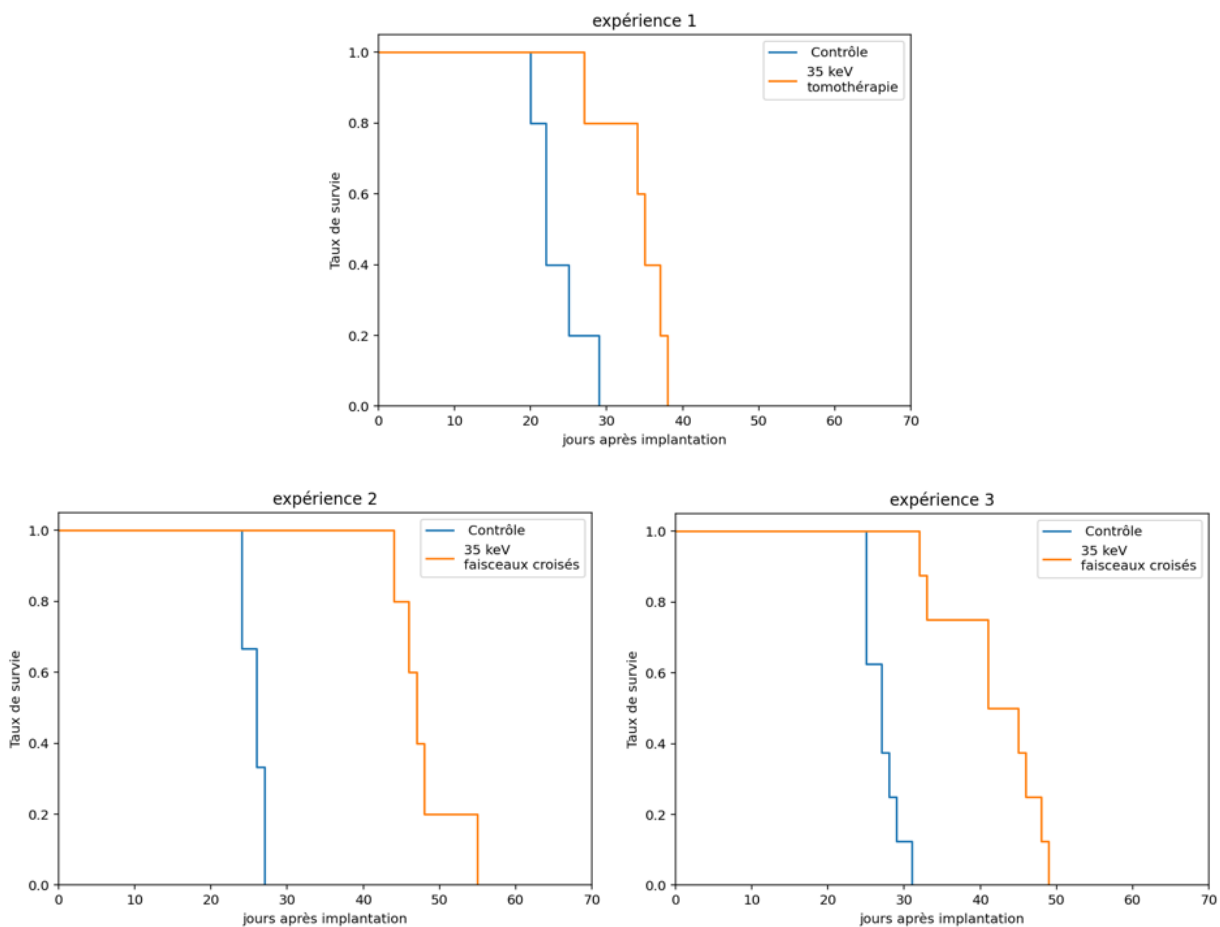 expérience 1
Contrôle
35 keV
tomothérapie
Taux de survie
1.0
0.8
0.6
0.4
0.2
0.0
0 10 20 30 40 50 60 70
jours après implantation
expérience 2
Contrôle
35 keV
faisceaux croisés
Taux de survie
1.0
0.8
0.6
0.4
0.2
0.0
0 10 20 30 40 50 60 70
jours après implantation
expérience 3
Contrôle
35 keV
faisceaux croisés
Taux de survie
1.0
0.8
0.6
0.4
0.2
0.0
0 10 20 30 40 50 60 70
jours après implantation